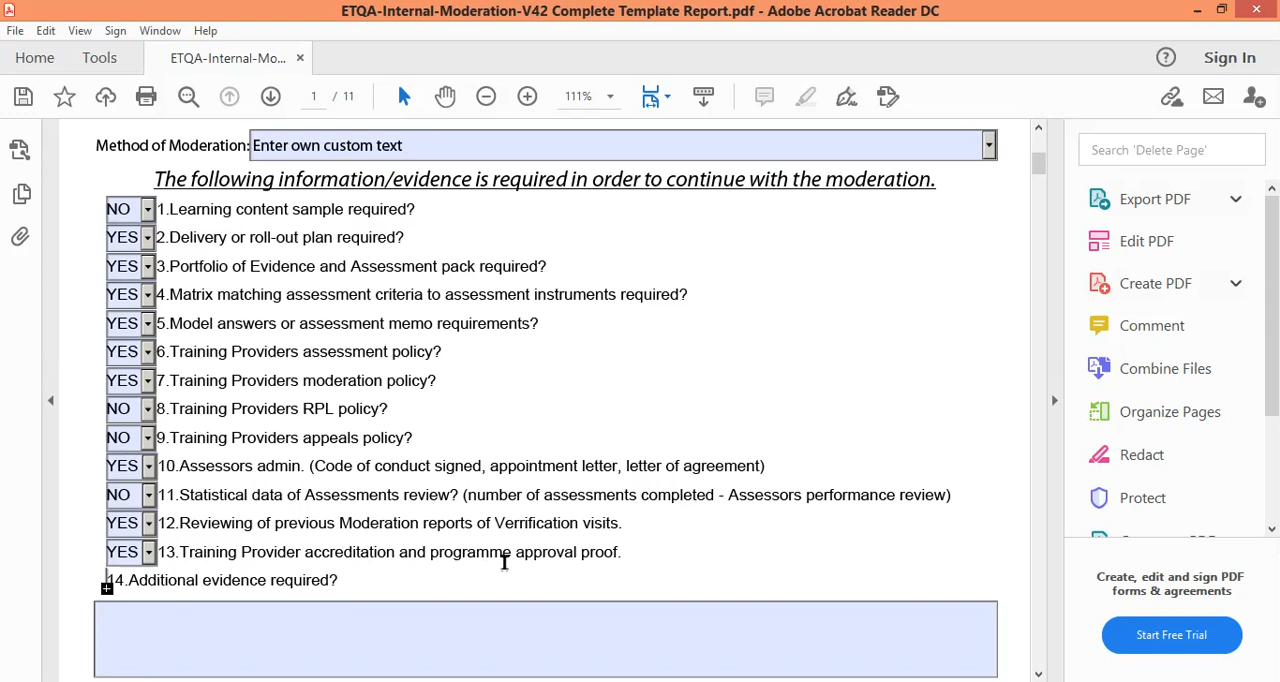 ETQA-Internal-Moderation-V42 Complete Template Report.pdf - Adobe Acrobat Reader DC
File Edit View Sign Window Help
Home Tools ETQA-Internal-Mo... × Sign In
1 / 11 111%
Method of Moderation: Enter own custom text
The following information/evidence is required in order to continue with the moderation.
NO 1.Learning content sample required?
YES 2.Delivery or roll-out plan required?
YES 3.Portfolio of Evidence and Assessment pack required?
YES 4.Matrix matching assessment criteria to assessment instruments required?
YES 5.Model answers or assessment memo requirements?
YES 6.Training Providers assessment policy?
YES 7.Training Providers moderation policy?
NO 8.Training Providers RPL policy?
NO 9.Training Providers appeals policy?
YES 10.Assessors admin. (Code of conduct signed, appointment letter, letter of agreement)
NO 11.Statistical data of Assessments review? (number of assessments completed - Assessors performance review)
YES 12.Reviewing of previous Moderation reports of Verrification visits.
YES 13.Training Provider accreditation and programme approval proof.
14.Additional evidence required?
Search 'Delete Page'
Export PDF
Edit PDF
Create PDF
Comment
Combine Files
Organize Pages
Redact
Protect
Create, edit and sign PDF
forms & agreements
Start Free Trial